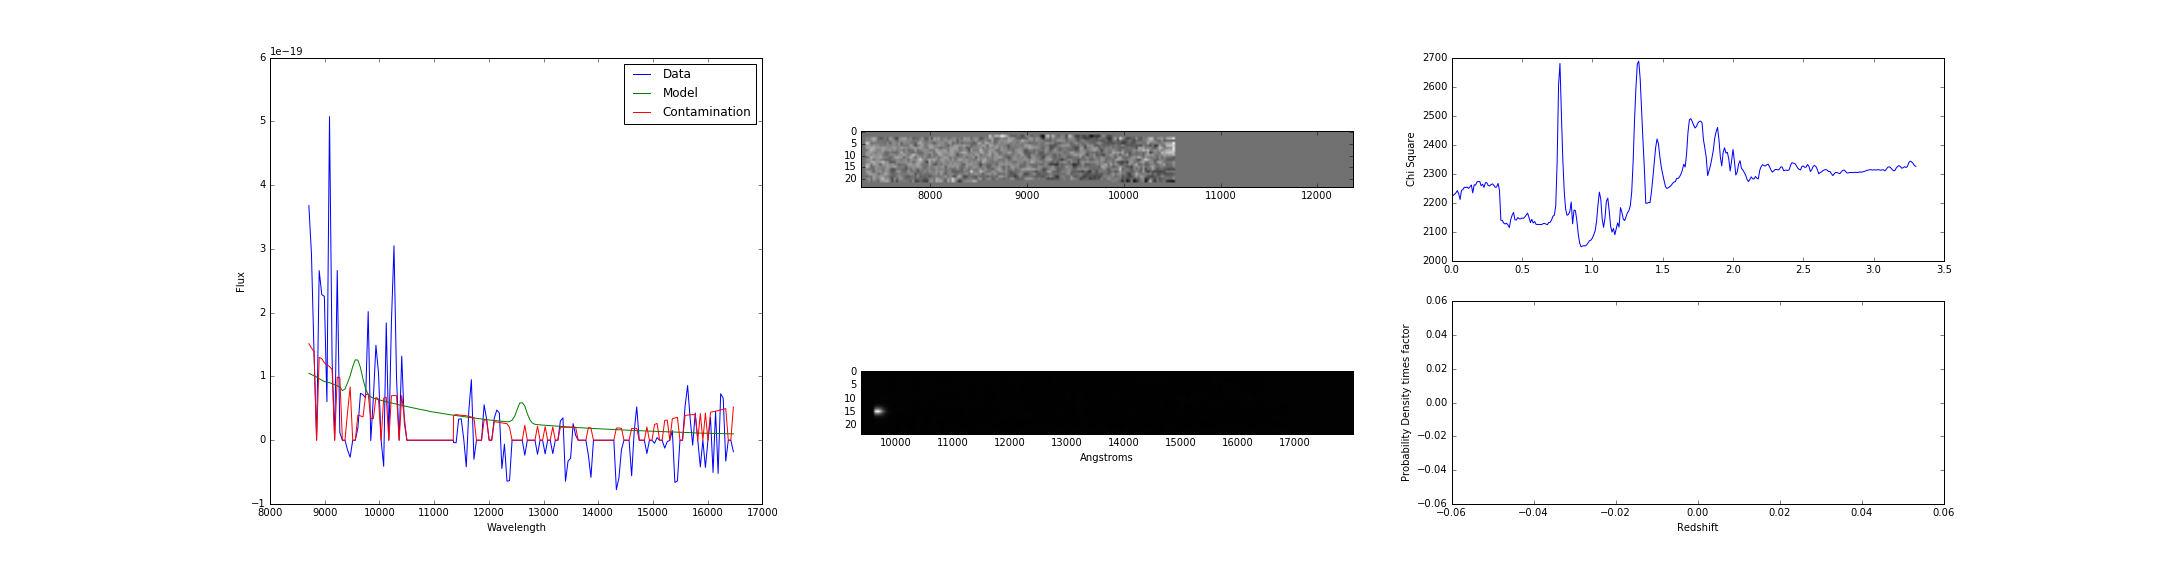 1e−19
6
5
4
3
2
1
0
−1
8000 9000 10000 11000 12000 13000 14000 15000 16000 17000
Flux
Wavelength
Data
Model
Contamination
0
5
10
15
20
8000 9000 10000 11000 12000
0
5
10
15
20
10000 11000 12000 13000 14000 15000 16000 17000
Angstroms
2700
2600
2500
2400
2300
2200
2100
2000
0.0 0.5 1.0 1.5 2.0 2.5 3.0 3.5
Chi Square
0.06
0.04
0.02
0.00
−0.02
−0.04
−0.06
−0.06 −0.04 −0.02 0.00 0.02 0.04 0.06
Probability Density times factor
Redshift